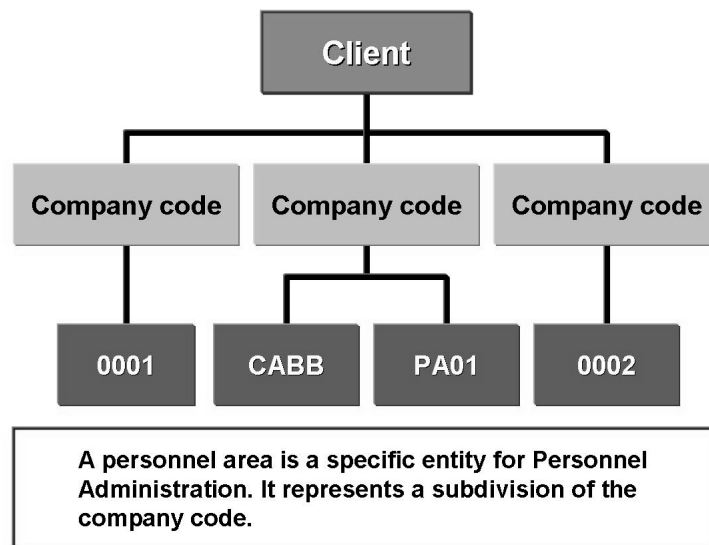 Client
Company code
Company code
Company code
0001
CABB
PA01
0002
A personnel area is a specific entity for Personnel
Administration. It represents a subdivision of the
company code.